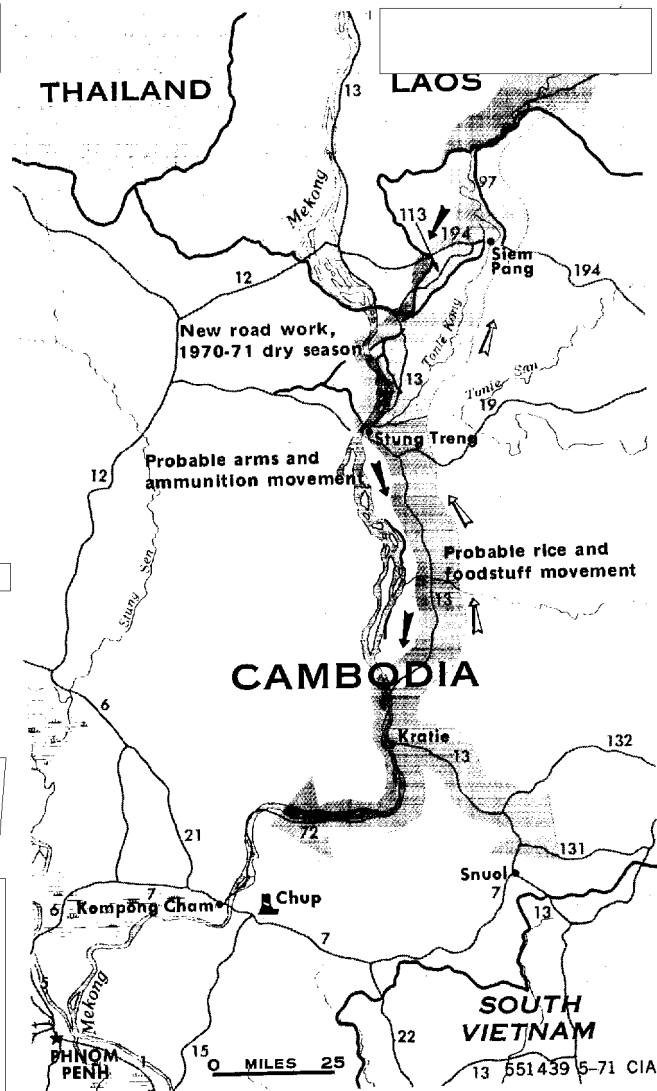 THAILAND
LAOS
13
Mekong
97
113
194
Siem
Pang
12
194
New road work,
1970-71 dry season
Tonle Kong
13
Tonle San
19
Stung Treng
12
Probable arms and
ammunition movement
Probable rice and
foodstuff movement
13
Sen
CAMBODIA
6
Kratie
13
132
21
72
131
Snuol
7
7
6
Kompong Cham
Chup
13
7
5
Mekong
SOUTH
VIETNAM
22
PHNOM
PENH
1
15
0 MILES 25
13
551439 5-71 CIA